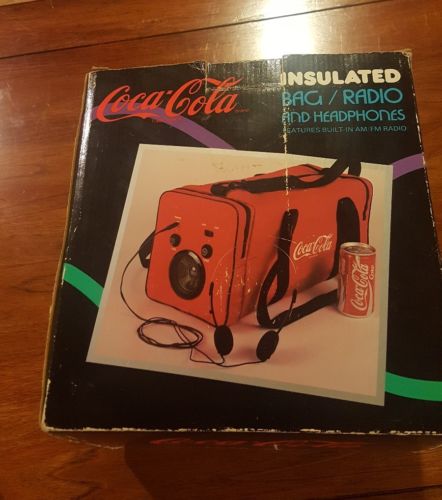 Coca-Cola
INSULATED
BAG / RADIO
AND HEADPHONES
FEATURES BUILT-IN AM/FM RADIO
Coca-Cola
Coca-Cola